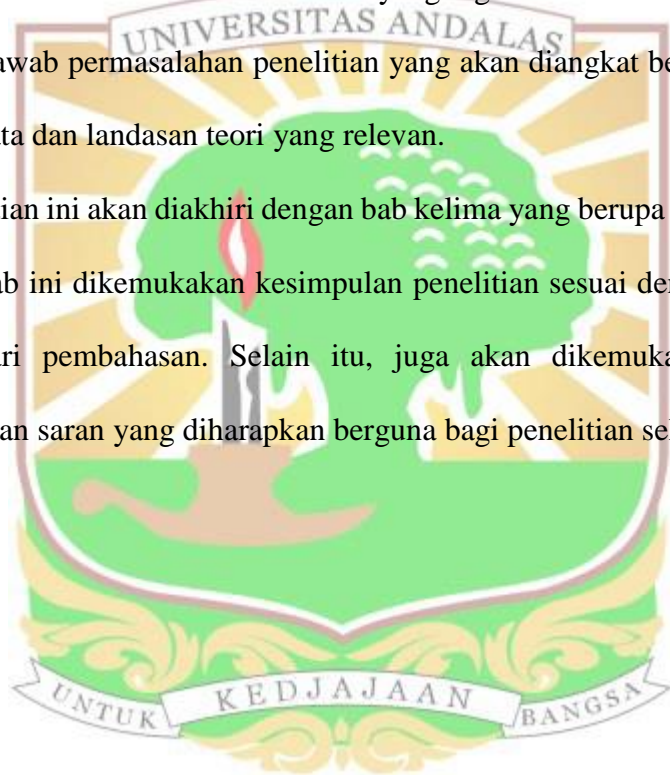 UNIVERSITAS ANDALAS
awab permasalahan penelitian yang akan diangkat be
ta dan landasan teori yang relevan.
ian ini akan diakhiri dengan bab kelima yang berupa
ab ini dikemukakan kesimpulan penelitian sesuai de
ari pembahasan. Selain itu, juga akan dikemuka
an saran yang diharapkan berguna bagi penelitian se
UNTUK KEDJAJAAN BANGSA